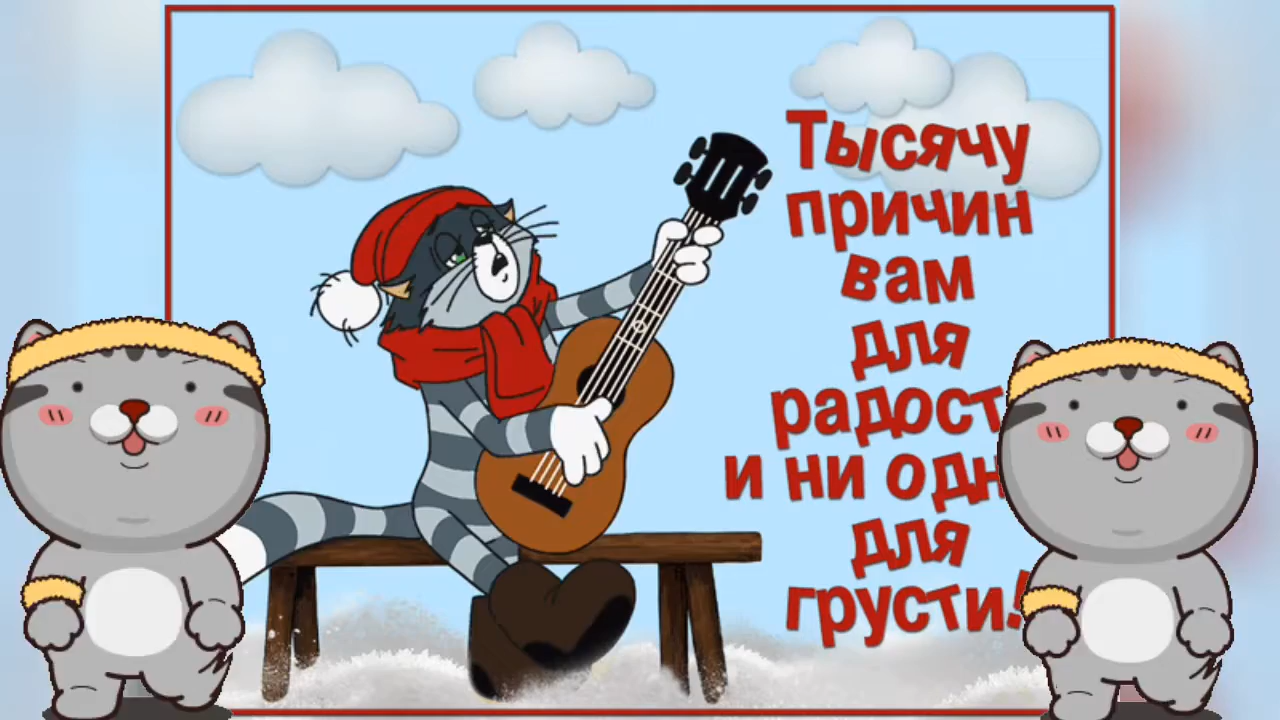 Тысячу
причин
вам
для
радост
и ни одн
для
грусти!